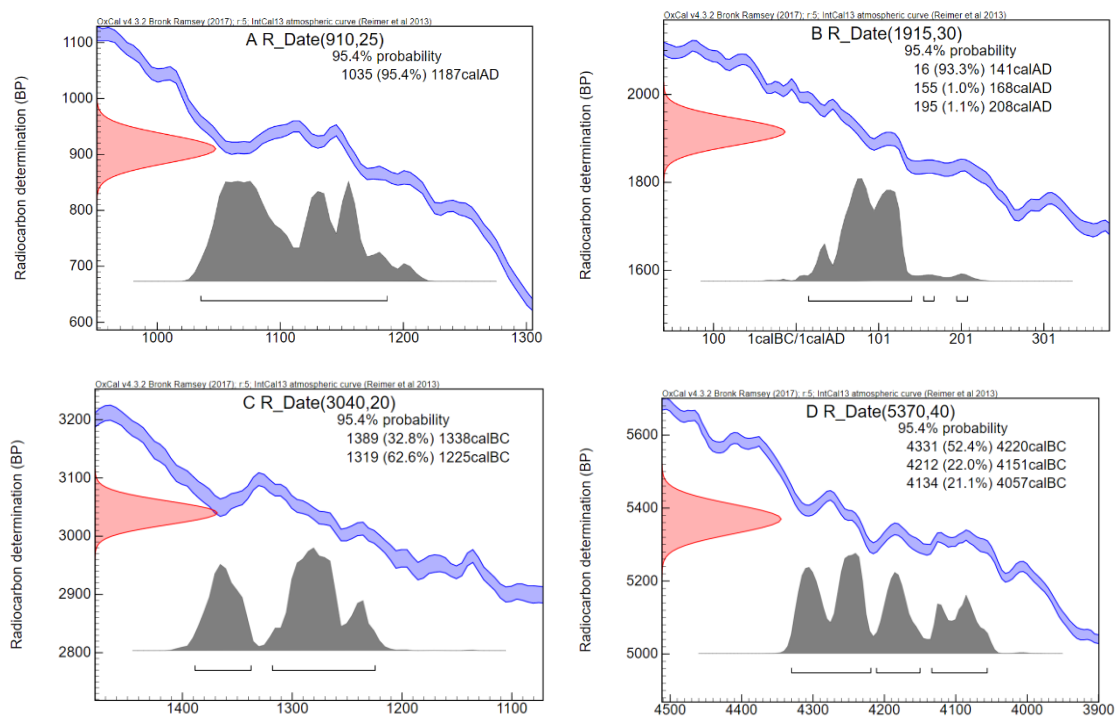 OxCal v4.3.2 Bronk Ramsey (2017); r:5; IntCal13 atmospheric curve (Reimer et al 2013)
A R_Date(910,25)
95.4% probability
1035 (95.4%) 1187calAD
Radiocarbon determination (BP)
1100
1000
900
800
700
600
1000 1100 1200 1300
OxCal v4.3.2 Bronk Ramsey (2017); r:5; IntCal13 atmospheric curve (Reimer et al 2013)
B R_Date(1915,30)
95.4% probability
16 (93.3%) 141calAD
155 (1.0%) 168calAD
195 (1.1%) 208calAD
Radiocarbon determination (BP)
2000
1800
1600
100 1calBC/1calAD 101 201 301
OxCal v4.3.2 Bronk Ramsey (2017); r:5; IntCal13 atmospheric curve (Reimer et al 2013)
C R_Date(3040,20)
95.4% probability
1389 (32.8%) 1338calBC
1319 (62.6%) 1225calBC
Radiocarbon determination (BP)
3200
3100
3000
2900
2800
1400 1300 1200 1100
OxCal v4.3.2 Bronk Ramsey (2017); r:5; IntCal13 atmospheric curve (Reimer et al 2013)
D R_Date(5370,40)
95.4% probability
4331 (52.4%) 4220calBC
4212 (22.0%) 4151calBC
4134 (21.1%) 4057calBC
Radiocarbon determination (BP)
5600
5400
5200
5000
4500 4400 4300 4200 4100 4000 3900